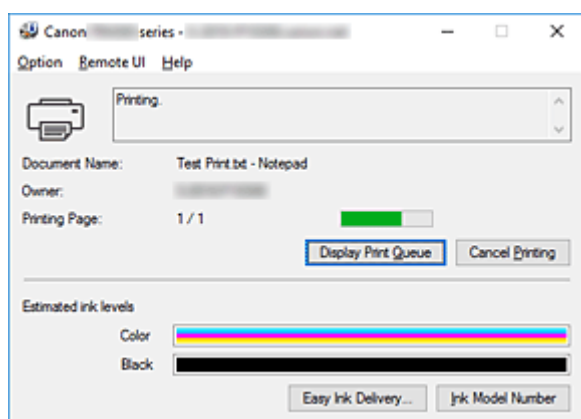 Canon series -
Option Remote UI Help
Printing.
Document Name: Test Print.txt - Notepad
Owner:
Printing Page: 1 / 1
Display Print Queue Cancel Printing
Estimated ink levels
Color
Black
Easy Ink Delivery... Ink Model Number